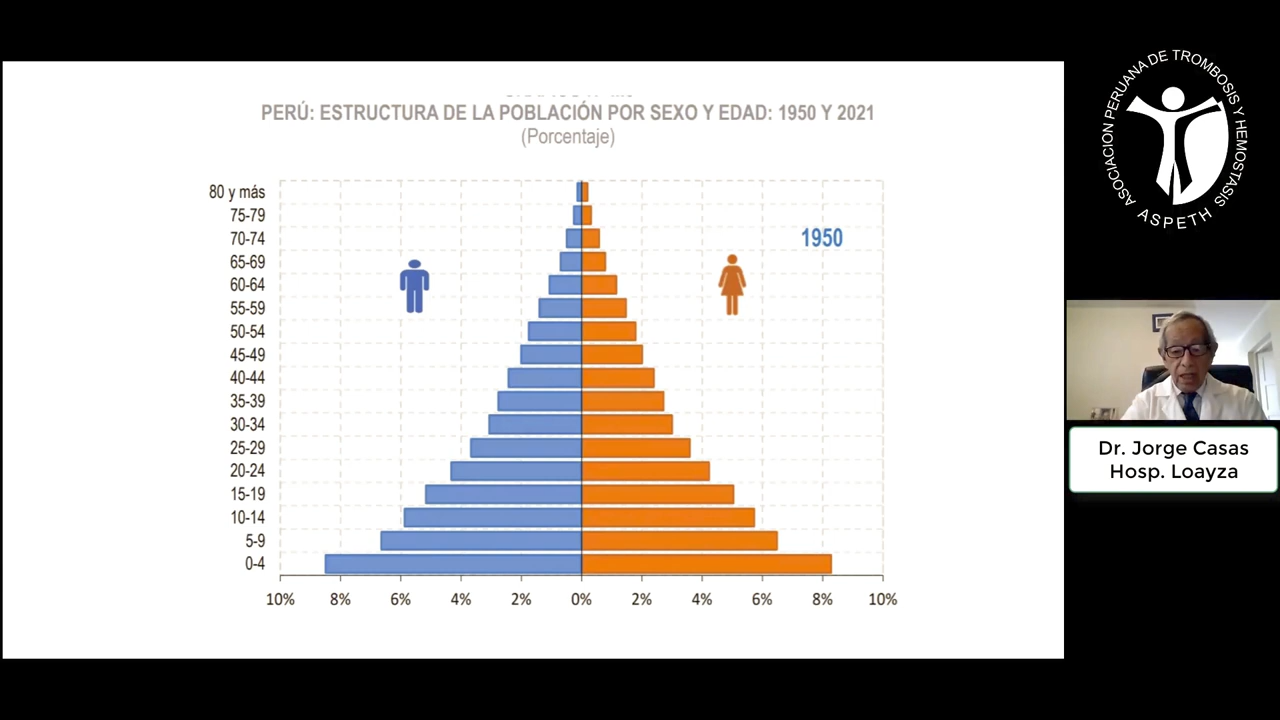 PERÚ: ESTRUCTURA DE LA POBLACIÓN POR SEXO Y EDAD: 1950 Y 2021
(Porcentaje)
80 y más
75-79
70-74
1950
65-69
60-64
55-59
50-54
45-49
40-44
35-39
30-34
25-29
20-24
15-19
10-14
5-9
0-4
10% 8% 6% 4% 2% 0% 2% 4% 6% 8% 10%
ASOCIACION PERUANA DE TROMBOSIS Y HEMOSTASIS
ASPETH
Dr. Jorge Casas
Hosp. Loayza